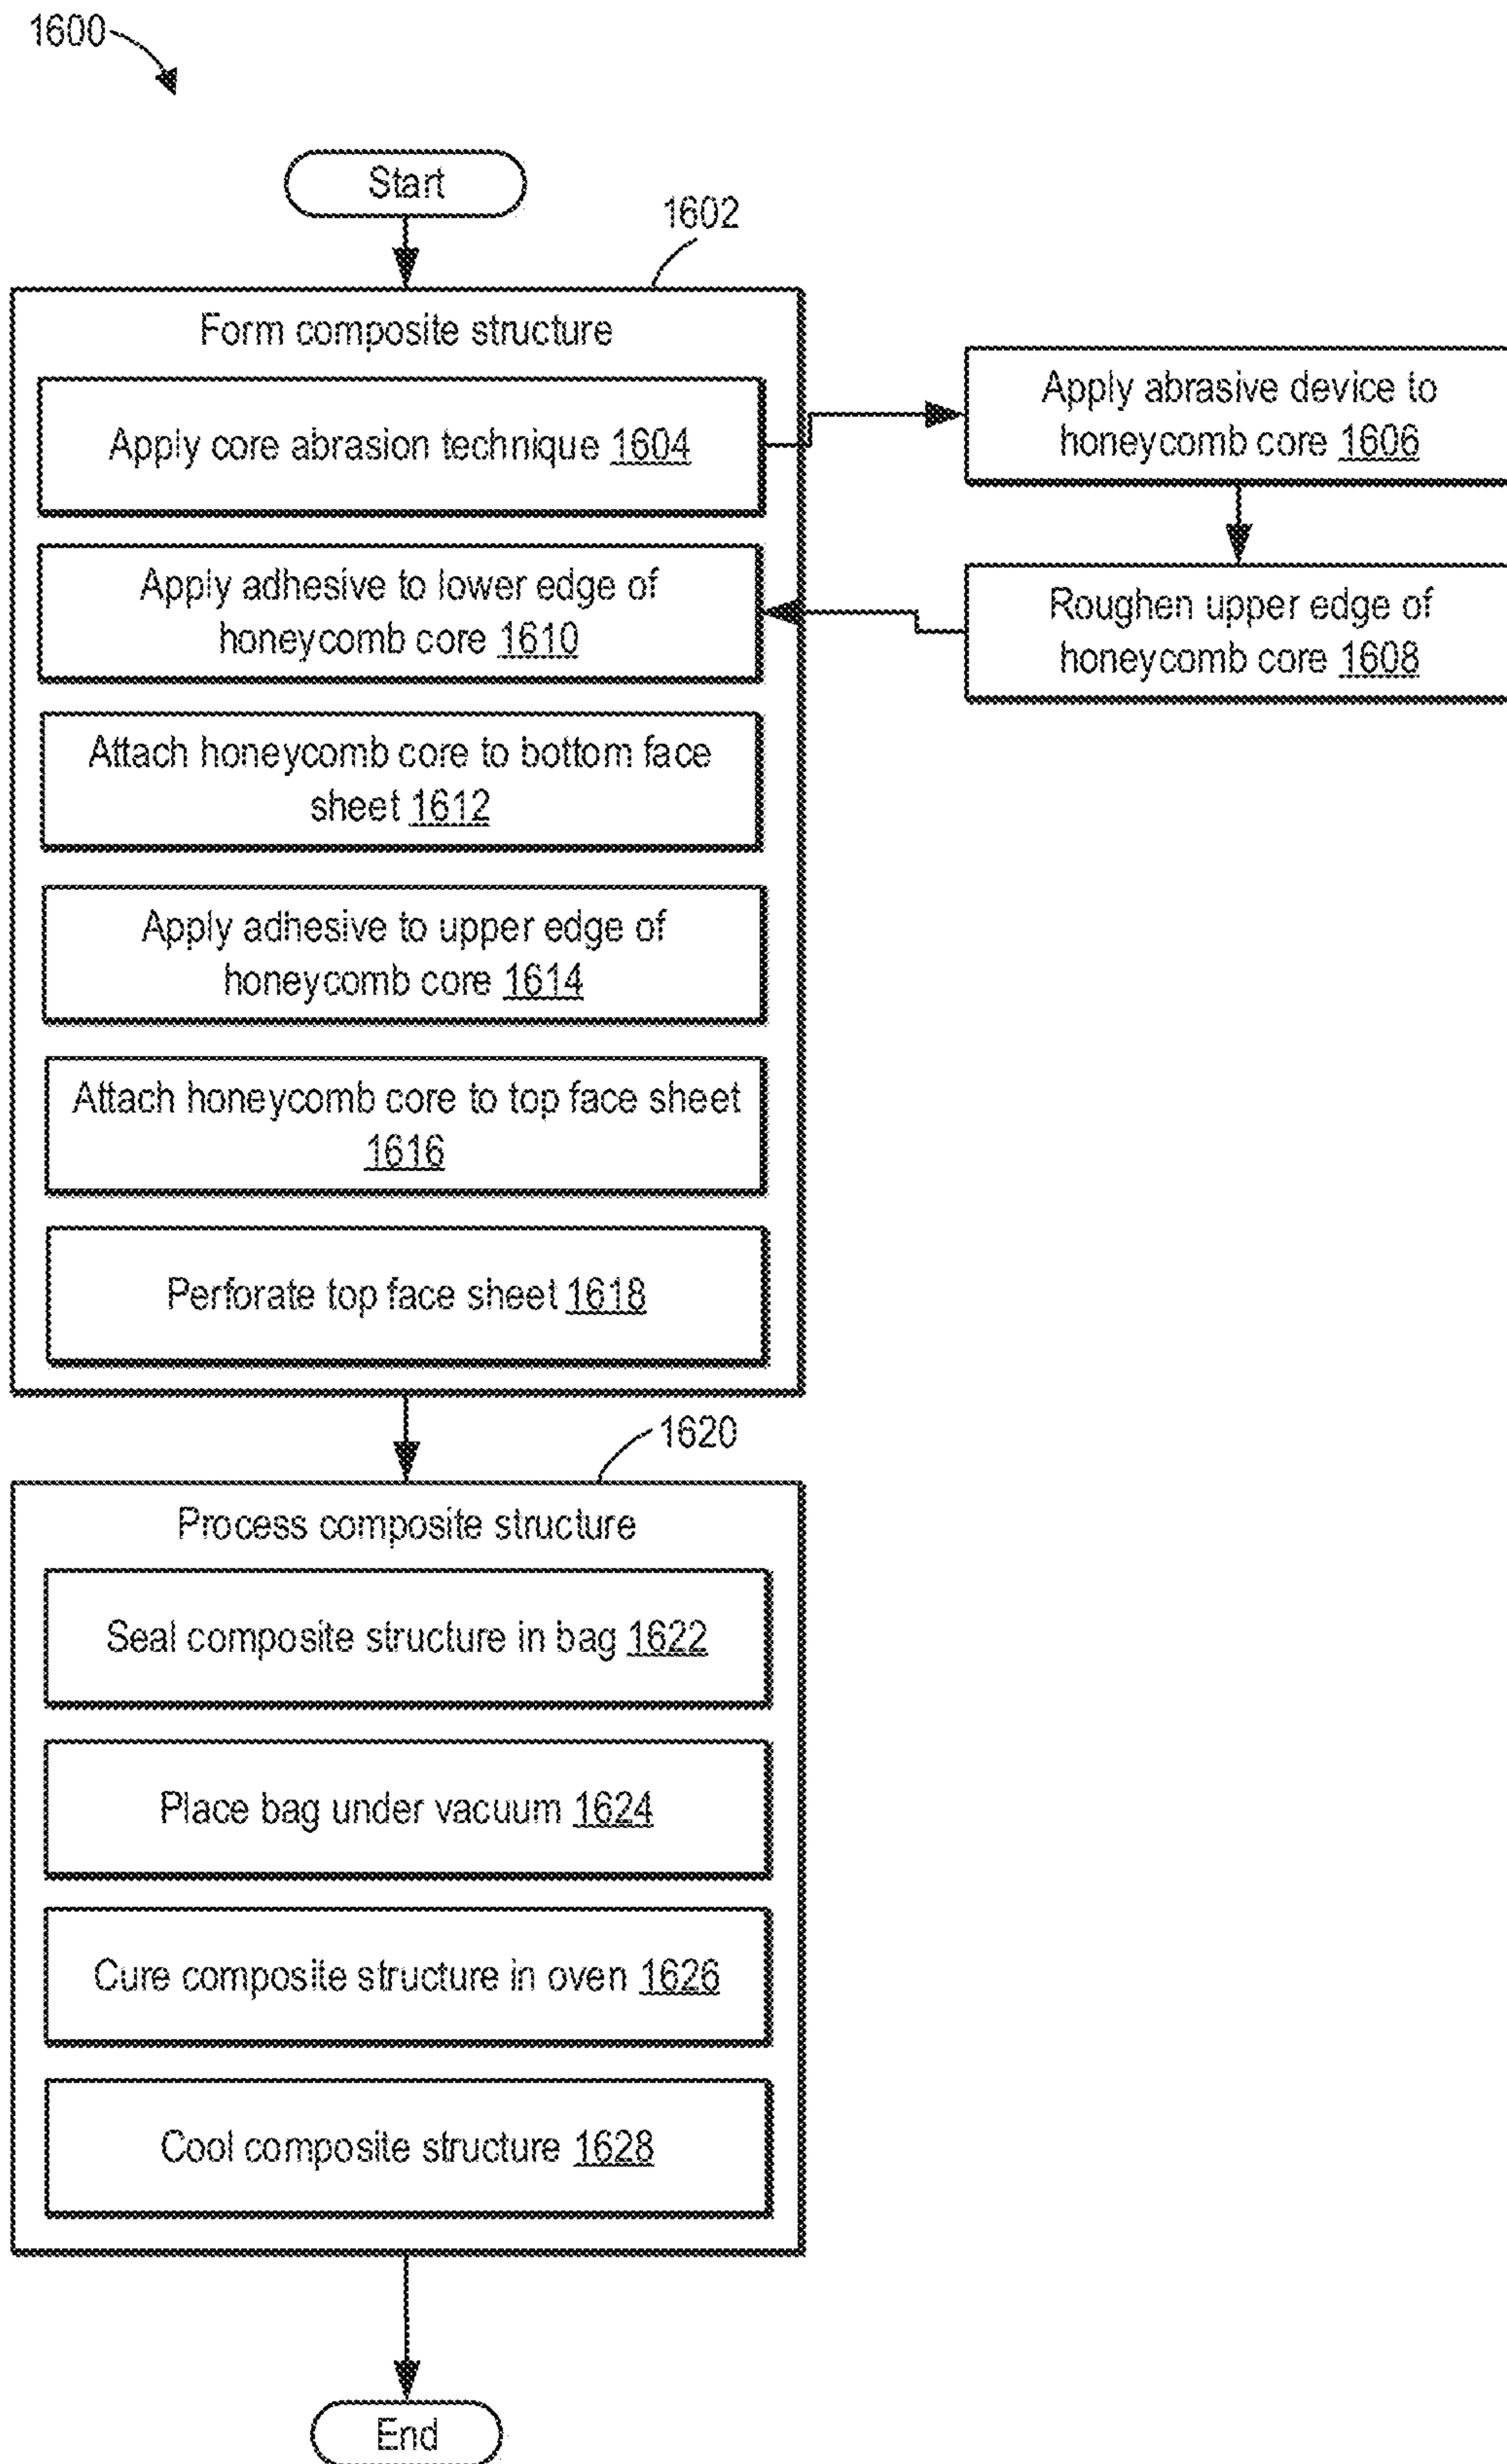 1600
Start
1602
Form composite structure
Apply core abrasion technique 1604
Apply abrasive device to
honeycomb core 1606
Roughen upper edge of
honeycomb core 1608
Apply adhesive to lower edge of
honeycomb core 1610
Attach honeycomb core to bottom face
sheet 1612
Apply adhesive to upper edge of
honeycomb core 1614
Attach honeycomb core to top face sheet
1616
Perforate top face sheet 1618
1620
Process composite structure
Seal composite structure in bag 1622
Place bag under vacuum 1624
Cure composite structure in oven 1626
Cool composite structure 1628
End